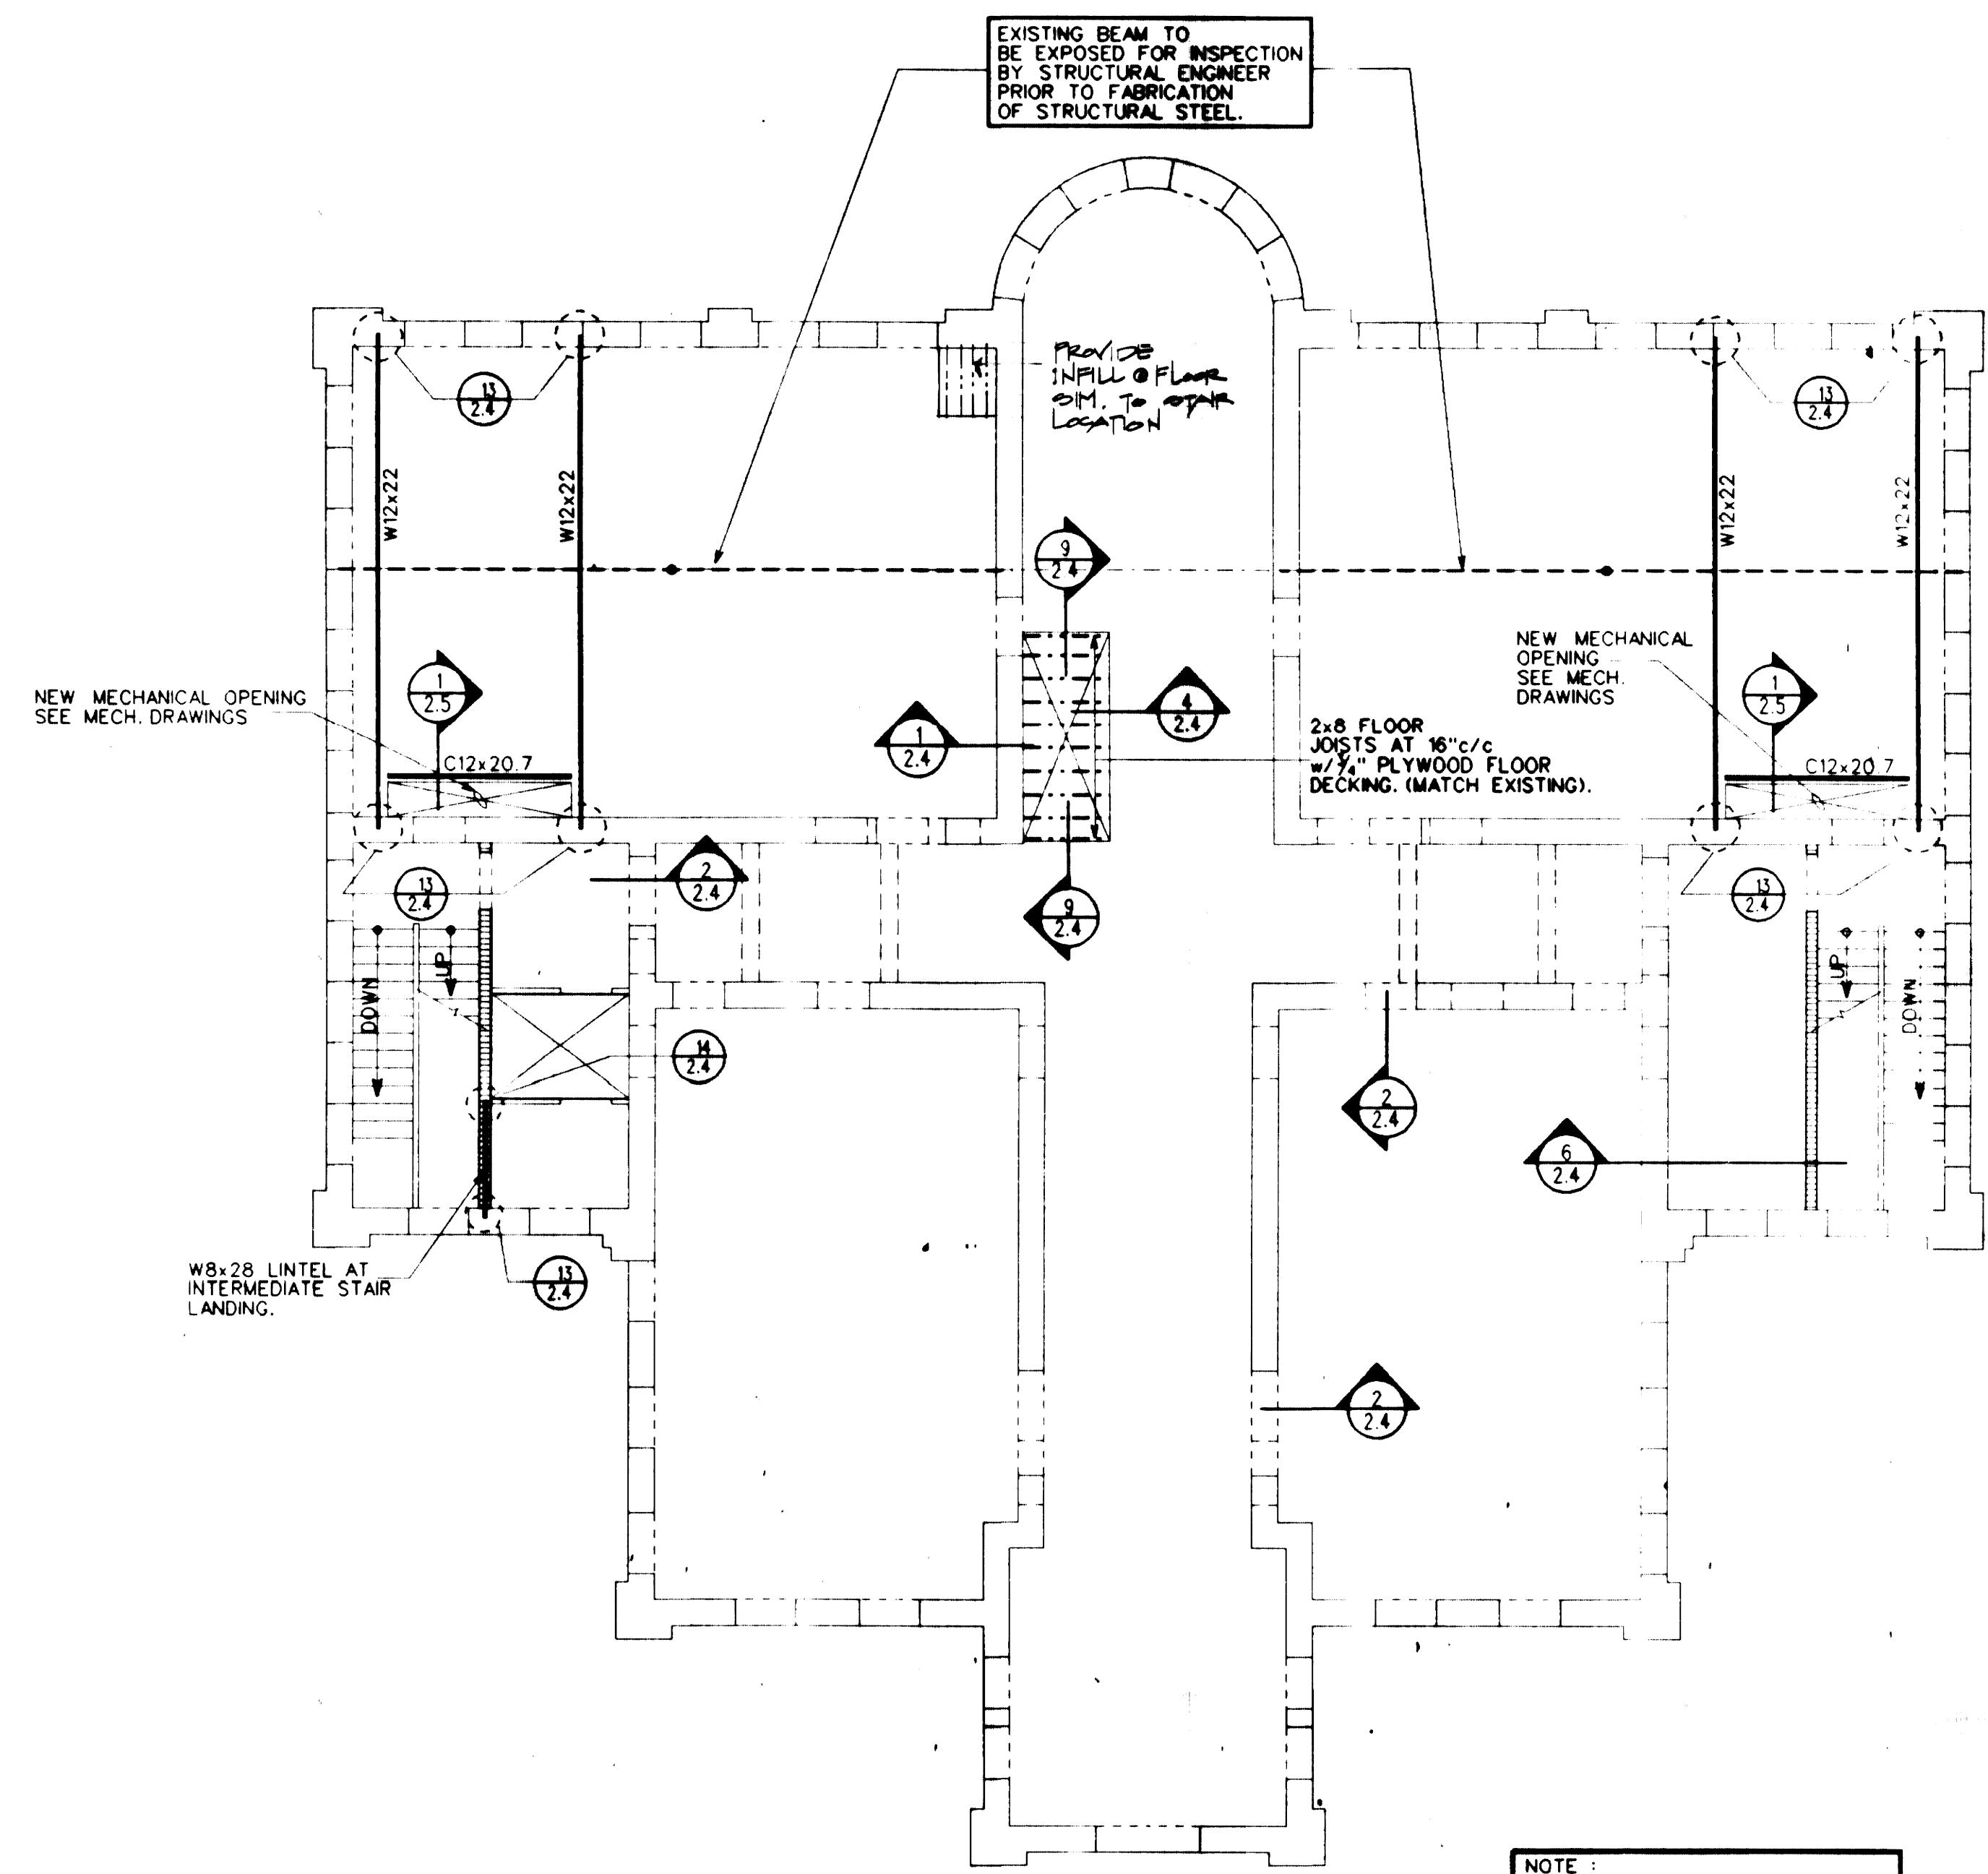 EXISTING BEAM TO
BE EXPOSED FOR INSPECTION
BY STRUCTURAL ENGINEER
PRIOR TO FABRICATION
OF STRUCTURAL STEEL.
PROVIDE
INFILL @ FLOOR
SIM. TO STAIR
LOCATION
13
2.4
13
2.4
W12x22
W12x22
W12x22
W12x22
9
2.4
NEW MECHANICAL OPENING
SEE MECH. DRAWINGS
1
2.5
C12x20.7
1
2.4
4
2.4
2x8 FLOOR
JOISTS AT 16"c/c
w/ 3/4" PLYWOOD FLOOR
DECKING. (MATCH EXISTING).
NEW MECHANICAL
OPENING
SEE MECH.
DRAWINGS
1
2.5
C12x20.7
13
2.4
2
2.4
9
2.4
13
2.4
DOWN
UP
UP
DOWN
14
2.4
2
2.4
6
2.4
W8x28 LINTEL AT
INTERMEDIATE STAIR
LANDING.
13
2.4
2
2.4
NOTE :